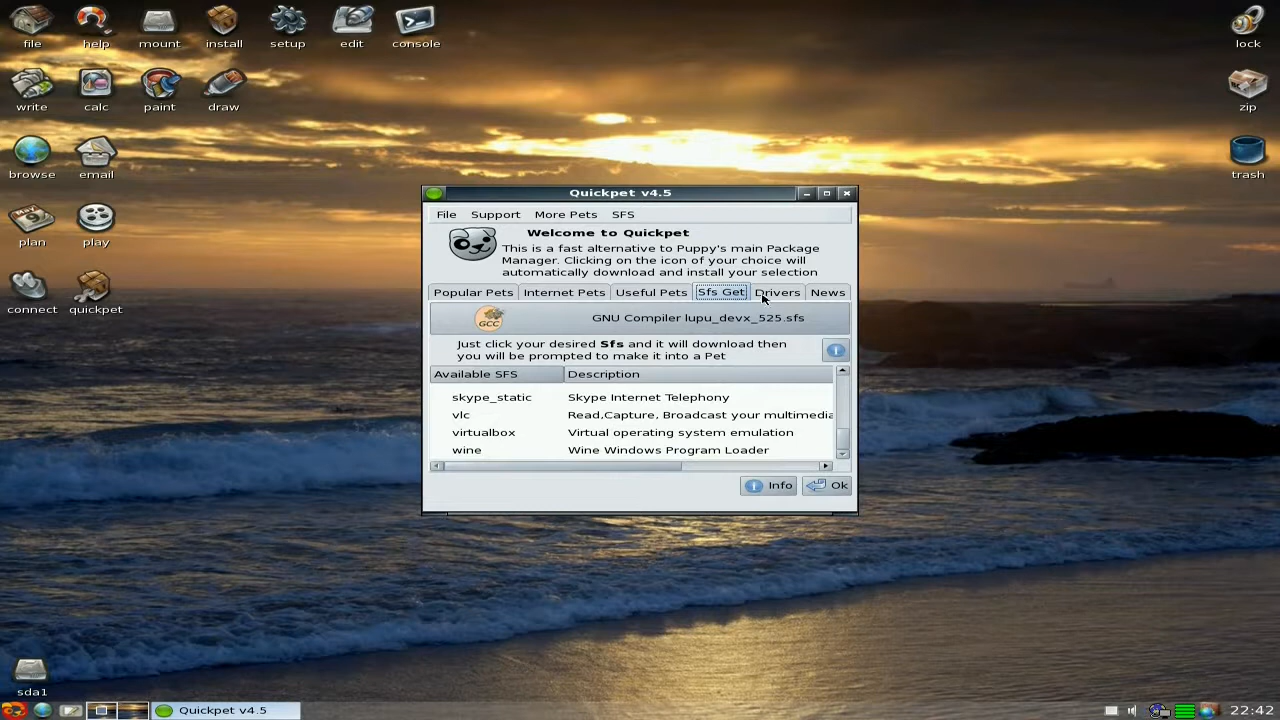 file help mount install setup edit console lock
write calc paint draw zip
browse email trash
plan play
connect quickpet
Quickpet v4.5
File Support More Pets SFS
Welcome to Quickpet
This is a fast alternative to Puppy's main Package
Manager. Clicking on the icon of your choice will
automatically download and install your selection
Popular Pets Internet Pets Useful Pets Sfs Get Drivers News
GCC GNU Compiler lupu_devx_525.sfs
Just click your desired Sfs and it will download then
you will be prompted to make it into a Pet
Available SFS Description
skype_static Skype Internet Telephony
vlc Read,Capture, Broadcast your multimedia
virtualbox Virtual operating system emulation
wine Wine Windows Program Loader
Info Ok
sda1
Quickpet v4.5 22:42